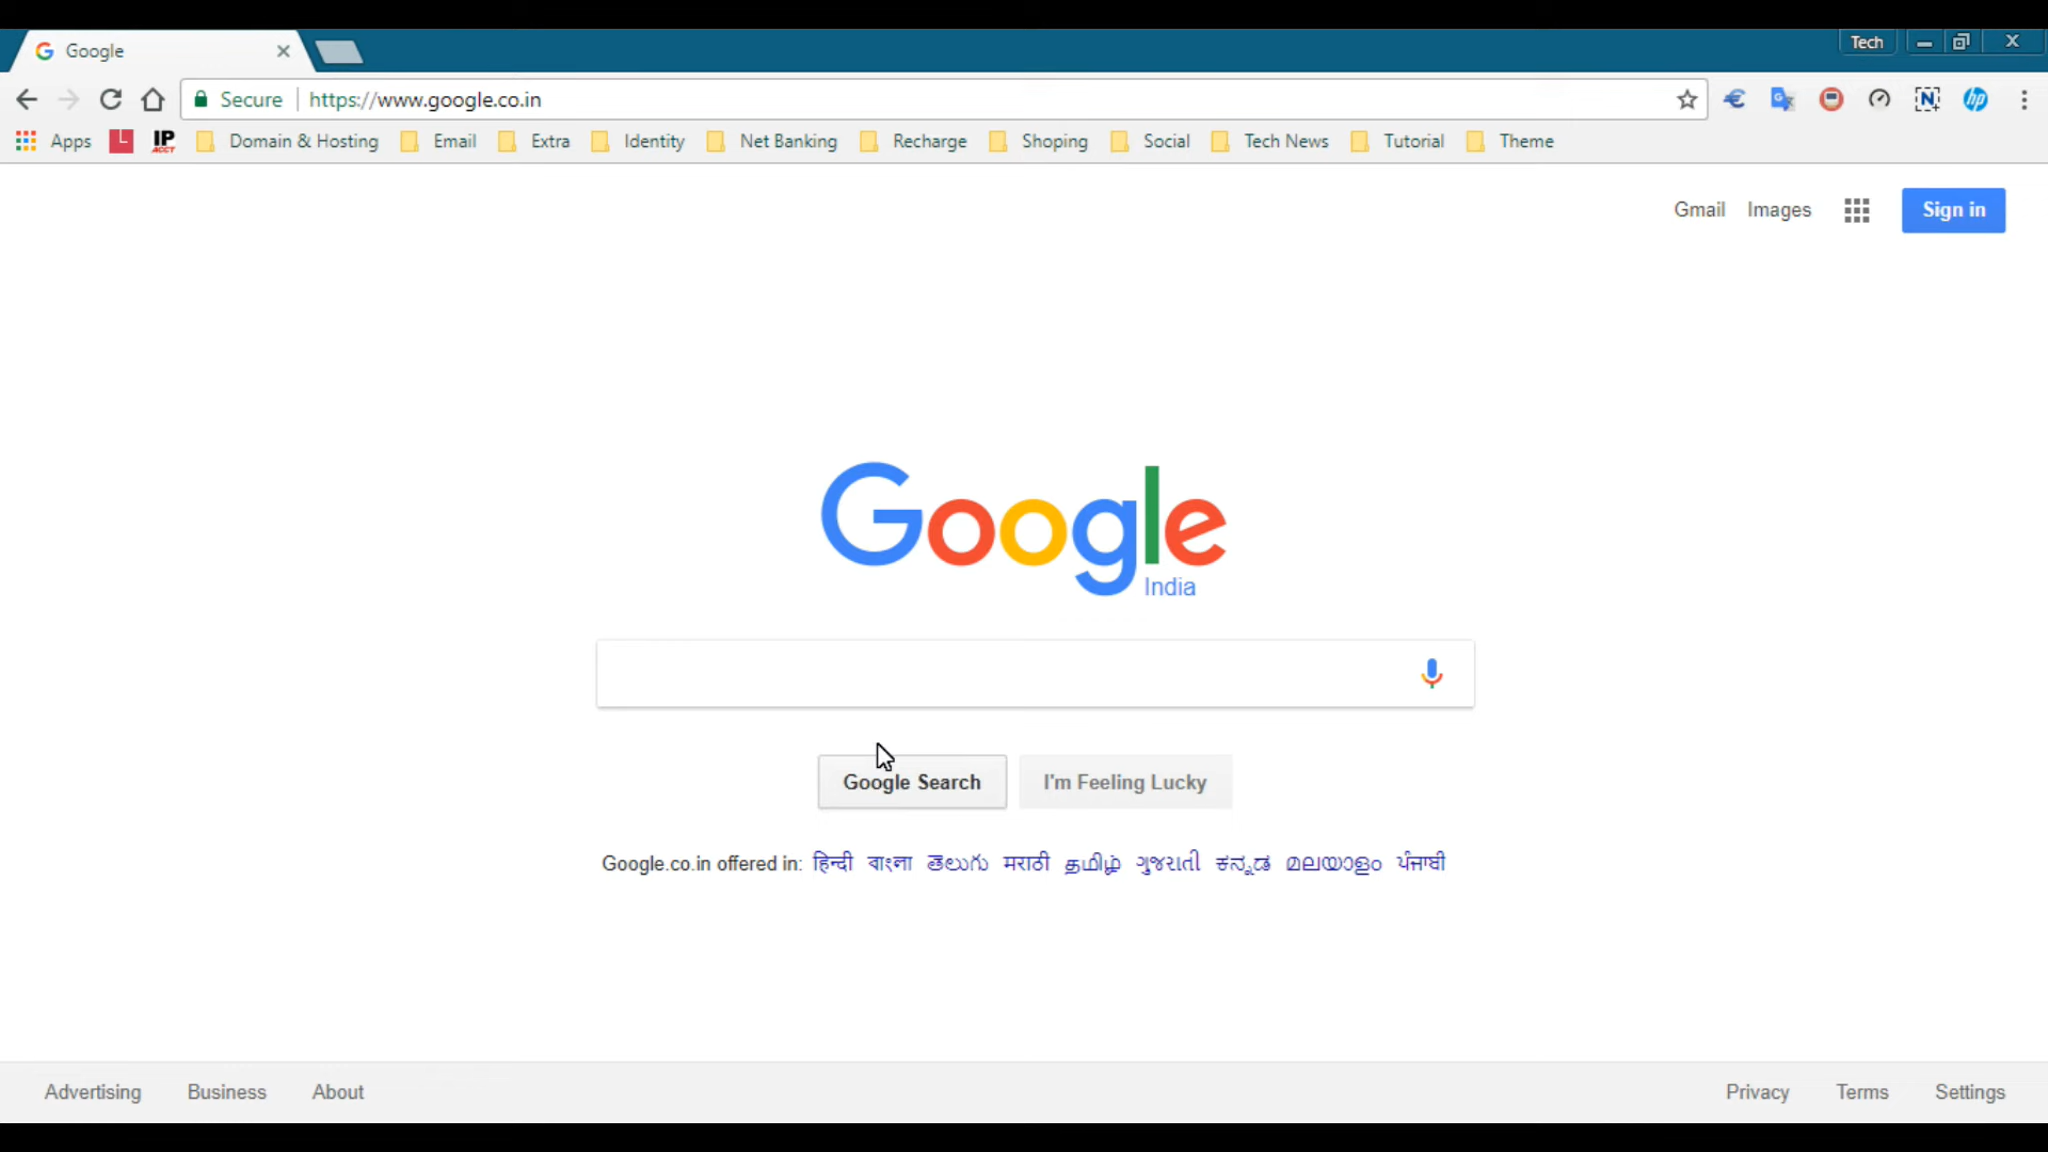 Google
Tech
Secure https://www.google.co.in
Apps IP ACCT Domain & Hosting Email Extra Identity Net Banking Recharge Shoping Social Tech News Tutorial Theme
Gmail Images Sign in
Google
India
Google Search I'm Feeling Lucky
Google.co.in offered in: हिन्दी বাংলা తెలుగు मराठी தமிழ் ગુજરાતી ಕನ್ನಡ മലയാളം ਪੰਜਾਬੀ
Advertising Business About Privacy Terms Settings